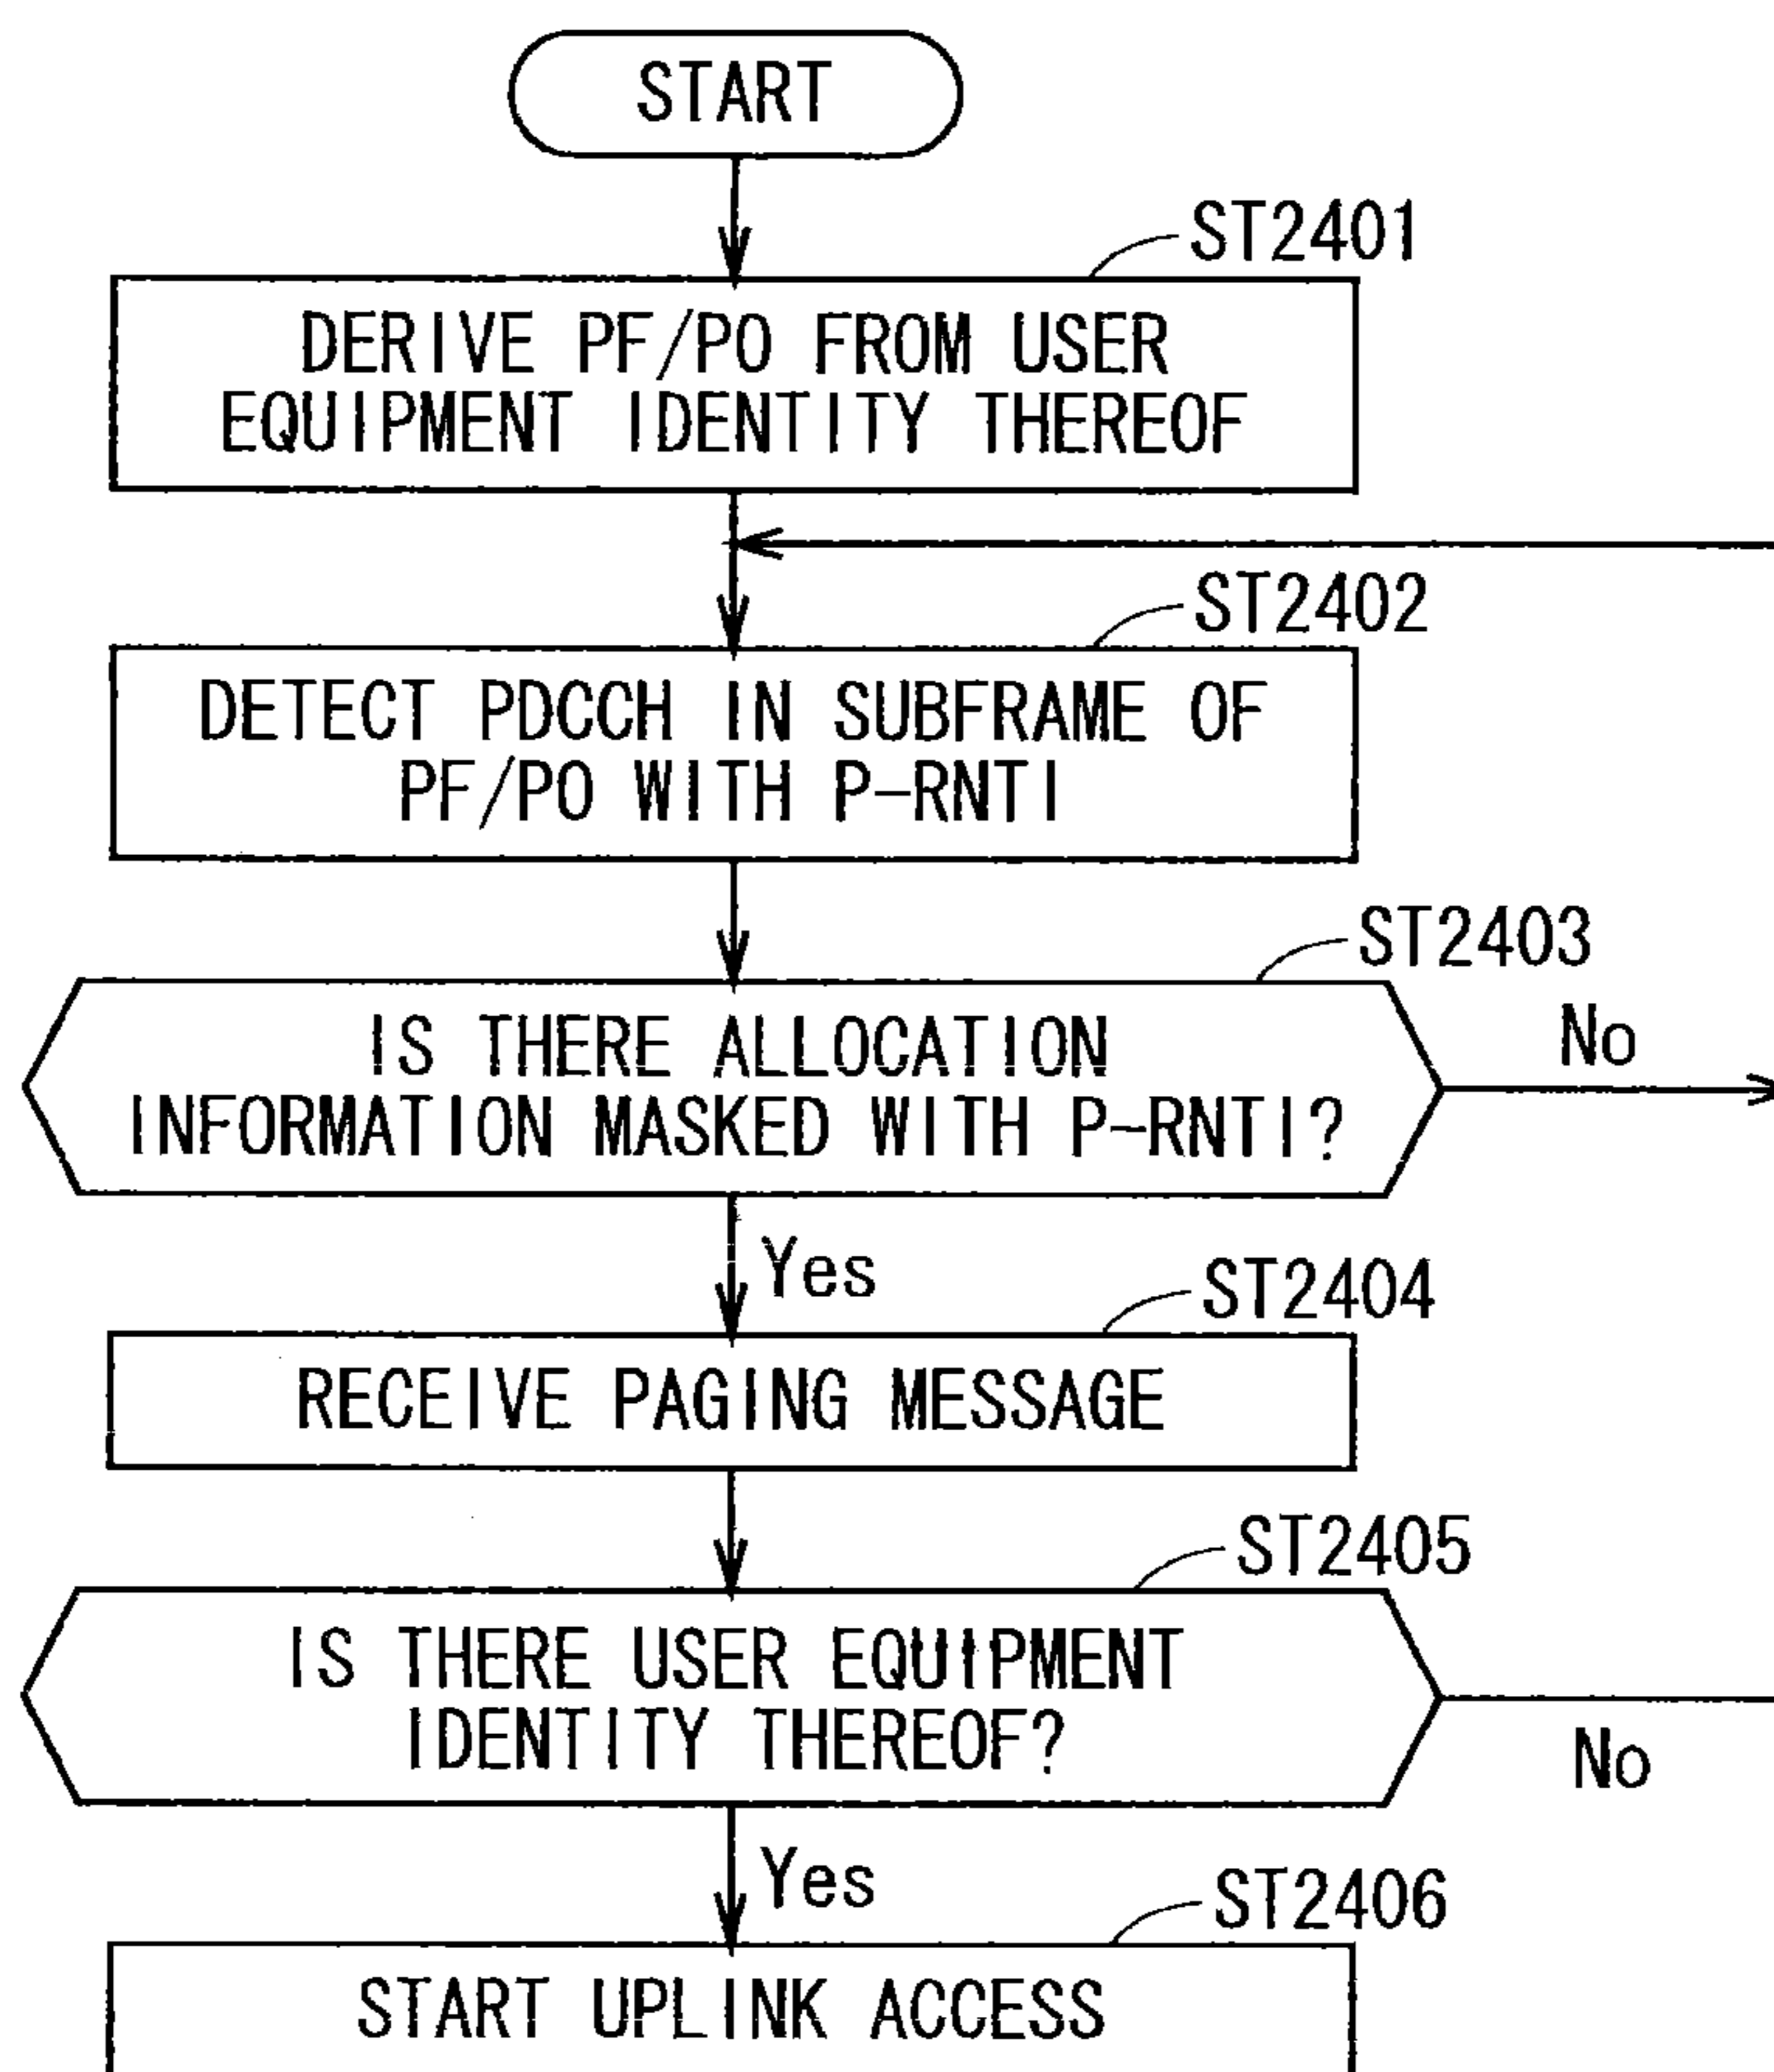 START
ST2401
DERIVE PF/PO FROM USER
EQUIPMENT IDENTITY THEREOF
ST2402
DETECT PDCCH IN SUBFRAME OF
PF/PO WITH P-RNTI
ST2403
IS THERE ALLOCATION
INFORMATION MASKED WITH P-RNTI?
No
Yes
ST2404
RECEIVE PAGING MESSAGE
ST2405
IS THERE USER EQUIPMENT
IDENTITY THEREOF?
No
Yes
ST2406
START UPLINK ACCESS